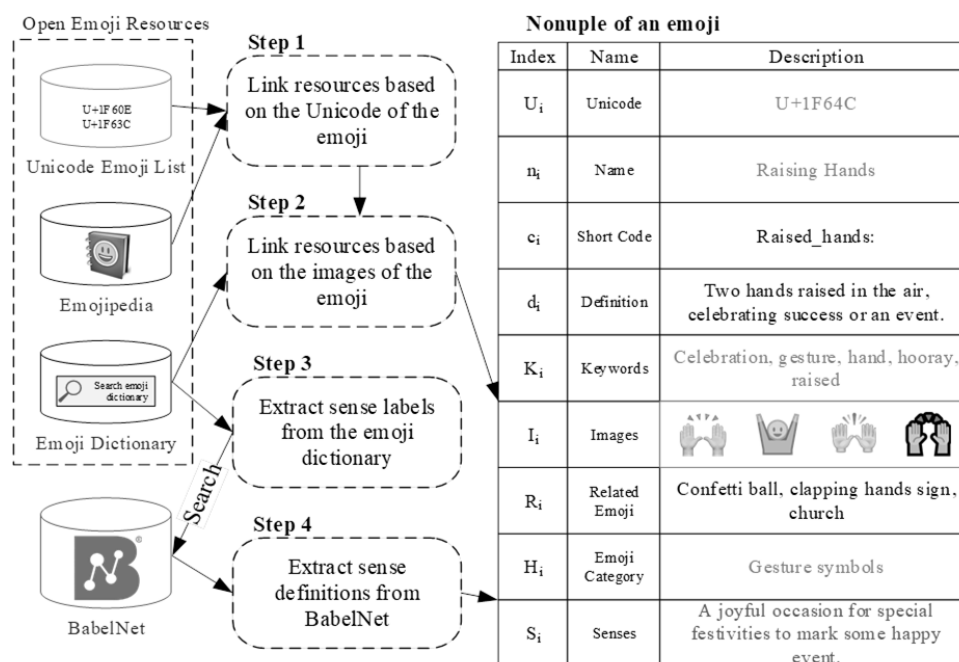 Open Emoji Resources
U+1F60E
U+1F63C
Unicode Emoji List
Emojipedia
Search emoji
dictionary
Emoji Dictionary
BabelNet
Step 1
Link resources based
on the Unicode of the
emoji
Step 2
Link resources based
on the images of the
emoji
Step 3
Extract sense labels
from the emoji
dictionary
Search
Step 4
Extract sense
definitions from
BabelNet
Nonuple of an emoji
Index Name Description
Ui Unicode U+1F64C
ni Name Raising Hands
ci Short Code Raised_hands:
di Definition Two hands raised in the air,
celebrating success or an event.
Ki Keywords Celebration, gesture, hand, hooray,
raised
Ii Images
Ri Related
Emoji Confetti ball, clapping hands sign,
church
Hi Emoji
Category Gesture symbols
Si Senses A joyful occasion for special
festivities to mark some happy
event.